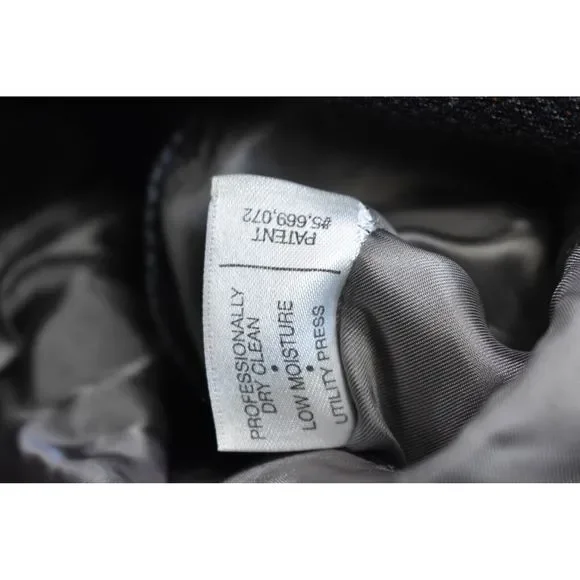 PATENT
#5,669,072
PROFESSIONALLY
DRY CLEAN
•
LOW MOISTURE
•
UTILITY PRESS